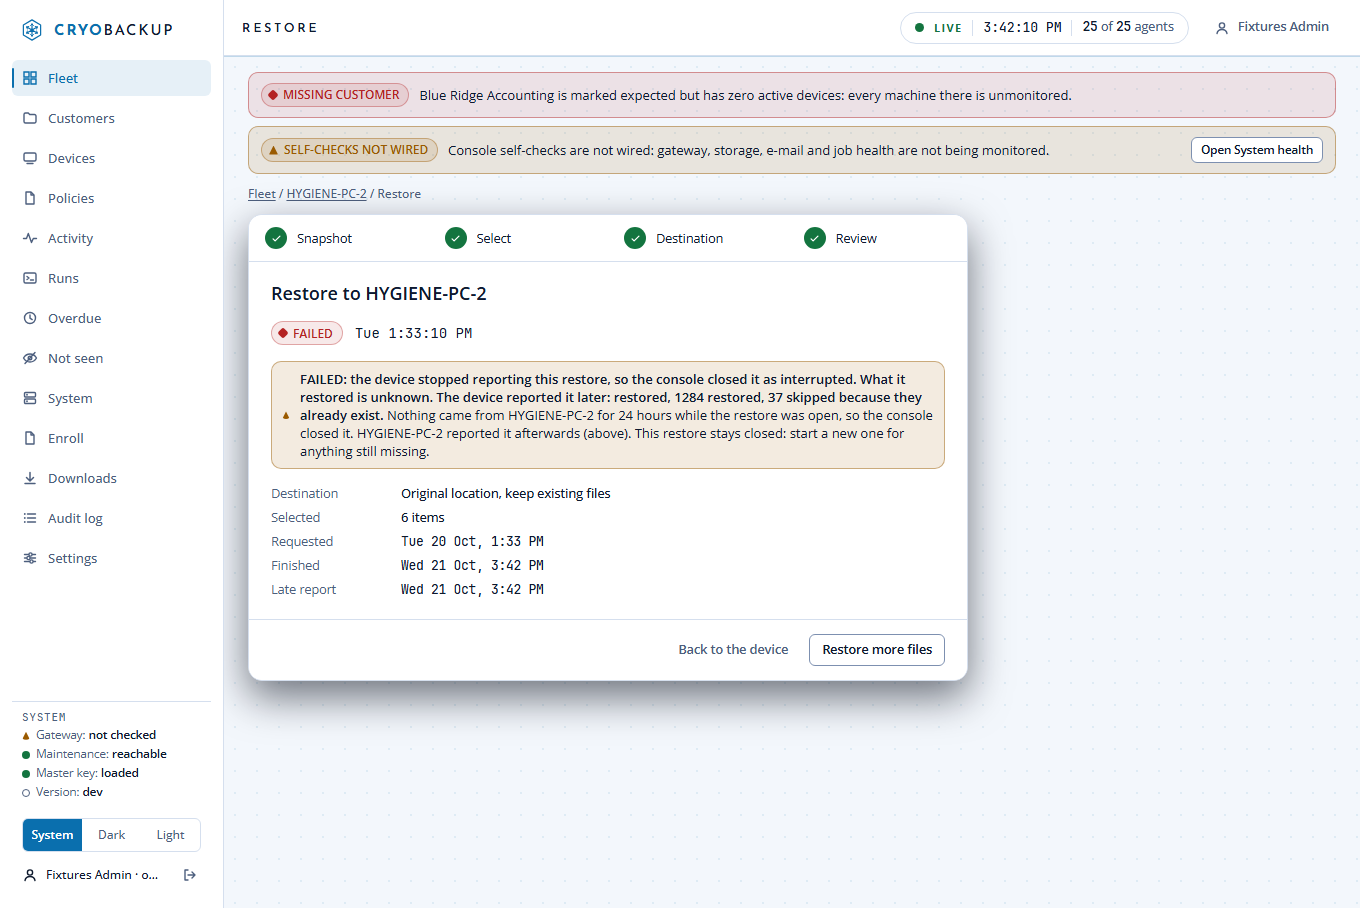 CRYOBACKUP
RESTORE
LIVE 3:42:10 PM 25 of 25 agents
Fixtures Admin
Fleet
Customers
Devices
Policies
Activity
Runs
Overdue
Not seen
System
Enroll
Downloads
Audit log
Settings
MISSING CUSTOMER Blue Ridge Accounting is marked expected but has zero active devices: every machine there is unmonitored.
SELF-CHECKS NOT WIRED Console self-checks are not wired: gateway, storage, e-mail and job health are not being monitored. Open System health
Fleet / HYGIENE-PC-2 / Restore
Snapshot Select Destination Review
Restore to HYGIENE-PC-2
FAILED Tue 1:33:10 PM
FAILED: the device stopped reporting this restore, so the console closed it as interrupted. What it
restored is unknown. The device reported it later: restored, 1284 restored, 37 skipped because they
already exist. Nothing came from HYGIENE-PC-2 for 24 hours while the restore was open, so the console
closed it. HYGIENE-PC-2 reported it afterwards (above). This restore stays closed: start a new one for
anything still missing.
Destination Original location, keep existing files
Selected 6 items
Requested Tue 20 Oct, 1:33 PM
Finished Wed 21 Oct, 3:42 PM
Late report Wed 21 Oct, 3:42 PM
Back to the device Restore more files
SYSTEM
Gateway: not checked
Maintenance: reachable
Master key: loaded
Version: dev
System Dark Light
Fixtures Admin · o...